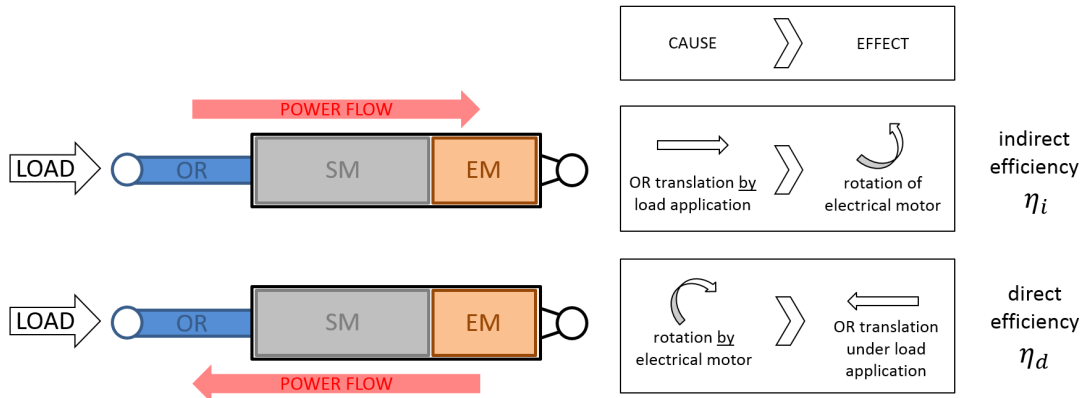 CAUSE
EFFECT
POWER FLOW
LOAD
OR
SM
EM
OR translation by
load application
rotation of
electrical motor
indirect
efficiency
ηi
LOAD
OR
SM
EM
POWER FLOW
rotation by
electrical motor
OR translation
under load
application
direct
efficiency
ηd